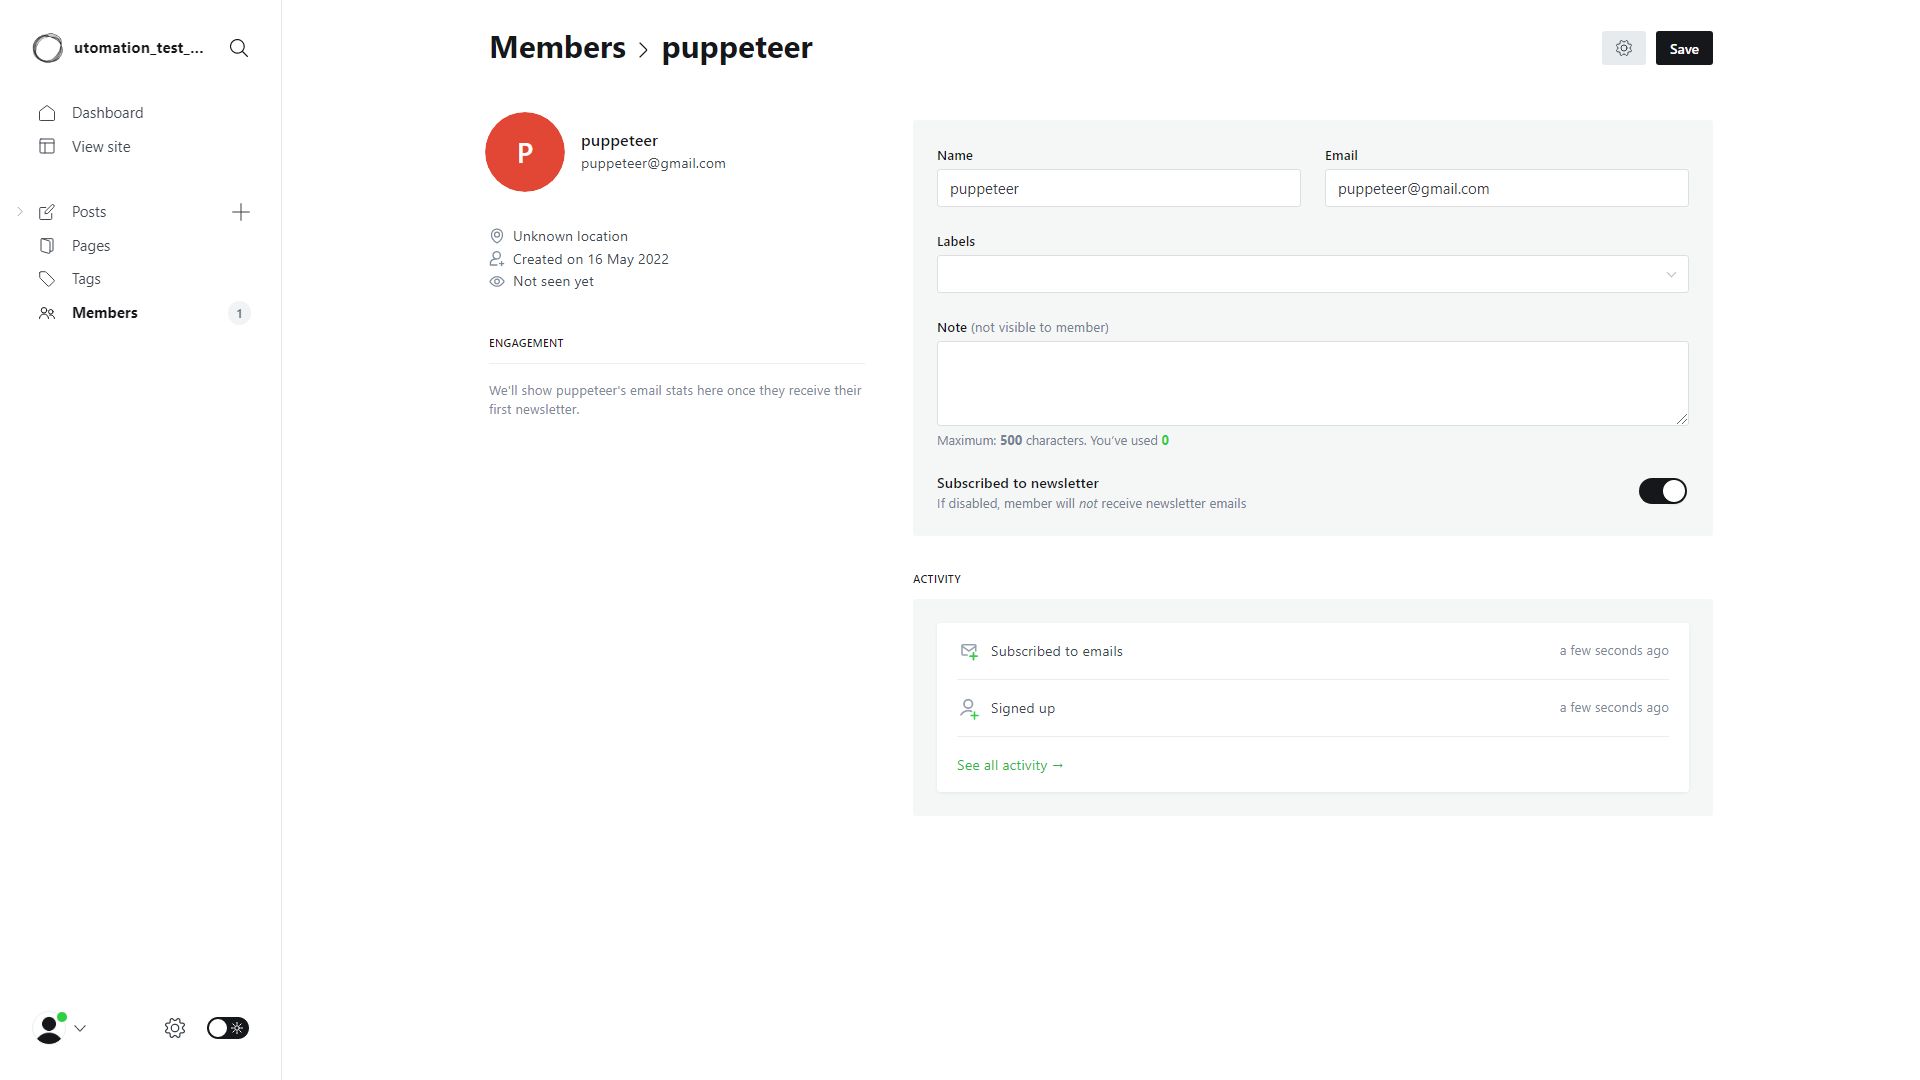 utomation_test_...
Dashboard
View site
Posts
Pages
Tags
Members
1
Members > puppeteer
Save
P
puppeteer
puppeteer@gmail.com
Unknown location
Created on 16 May 2022
Not seen yet
ENGAGEMENT
We'll show puppeteer's email stats here once they receive their
first newsletter.
Name
puppeteer
Email
puppeteer@gmail.com
Labels
Note (not visible to member)
Maximum: 500 characters. You’ve used 0
Subscribed to newsletter
If disabled, member will not receive newsletter emails
ACTIVITY
Subscribed to emails
a few seconds ago
Signed up
a few seconds ago
See all activity →